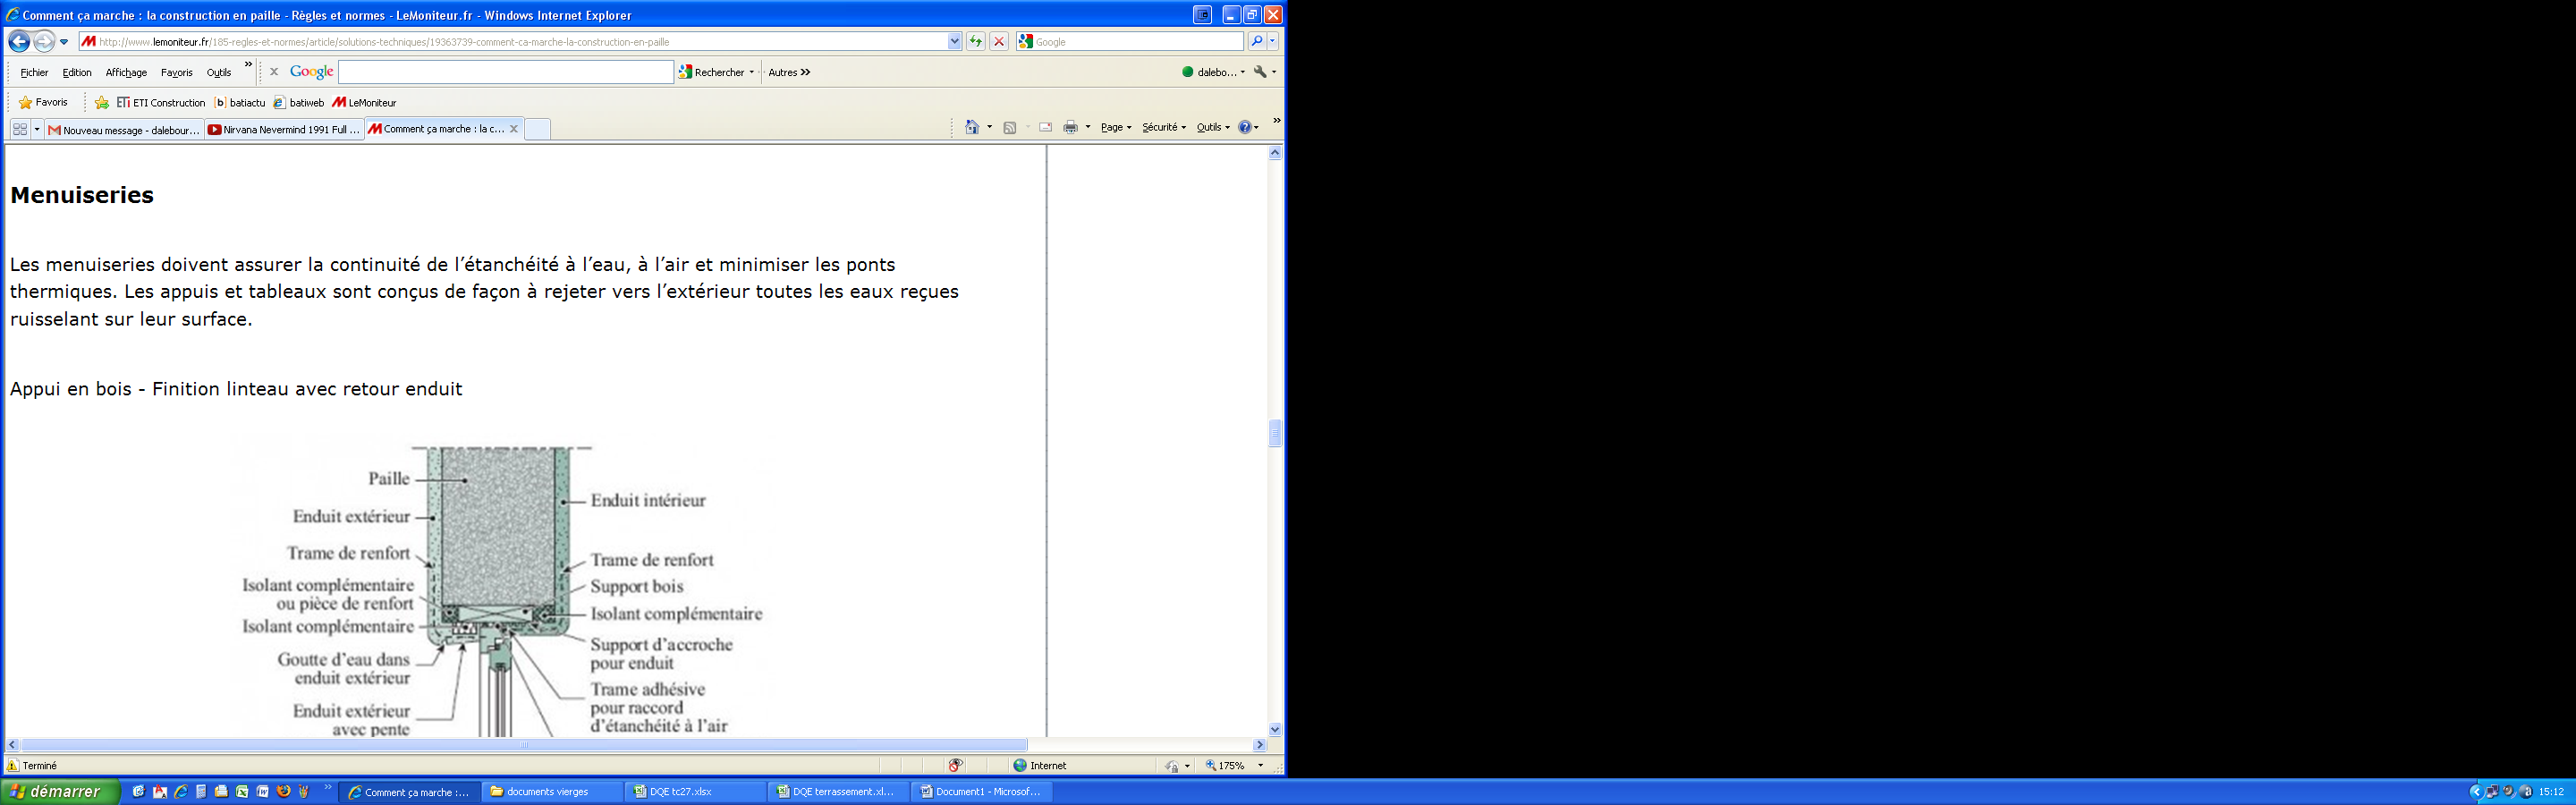 Comment ça marche : la construction en paille - Règles et normes - LeMoniteur.fr - Windows Internet Explorer
http://www.lemoniteur.fr/185-regles-et-normes/article/solutions-techniques/19363739-comment-ca-marche-la-construction-en-paille
Google
Fichier Edition Affichage Favoris Outils » x Google Rechercher Autres » dalebo...
Favoris ETI Construction [b] batiactu batiweb LeMoniteur
Nouveau message - dalebour... Nirvana Nevermind 1991 Full ... Comment ça marche : la c... Page Sécurité Outils »
Menuiseries
Les menuiseries doivent assurer la continuité de l’étanchéité à l’eau, à l’air et minimiser les ponts
thermiques. Les appuis et tableaux sont conçus de façon à rejeter vers l’extérieur toutes les eaux reçues
ruisselant sur leur surface.
Appui en bois - Finition linteau avec retour enduit
Paille
Enduit extérieur
Trame de renfort
Isolant complémentaire
ou pièce de renfort
Isolant complémentaire
Goutte d’eau dans
enduit extérieur
Enduit extérieur
avec pente
Enduit intérieur
Trame de renfort
Support bois
Isolant complémentaire
Support d’accroche
pour enduit
Trame adhésive
pour raccord
d’étanchéité à l’air
Terminé Internet 175%
démarrer » Comment ça marche :... documents vierges DQE tc27.xlsx DQE terrassement.xl... Document1 - Microsof... 15:12